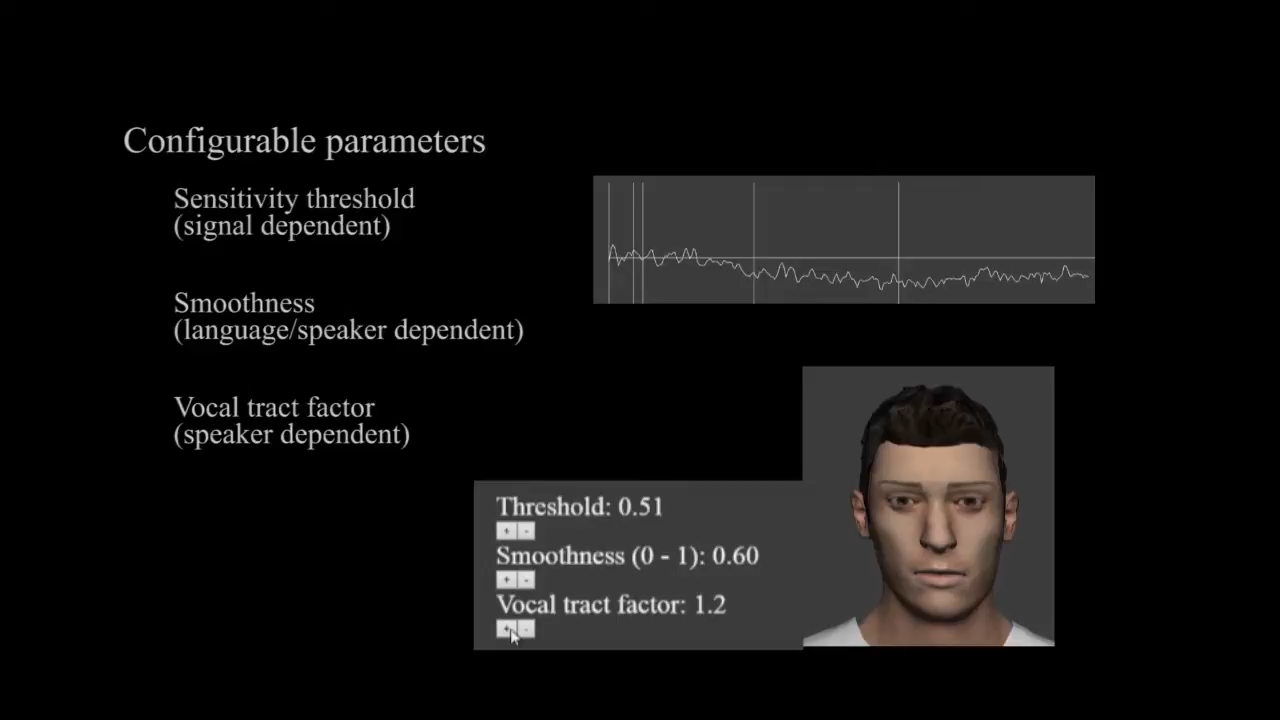 Configurable parameters
Sensitivity threshold
(signal dependent)
Smoothness
(language/speaker dependent)
Vocal tract factor
(speaker dependent)
Threshold: 0.51
+ -
Smoothness (0 - 1): 0.60
+ -
Vocal tract factor: 1.2
+ -